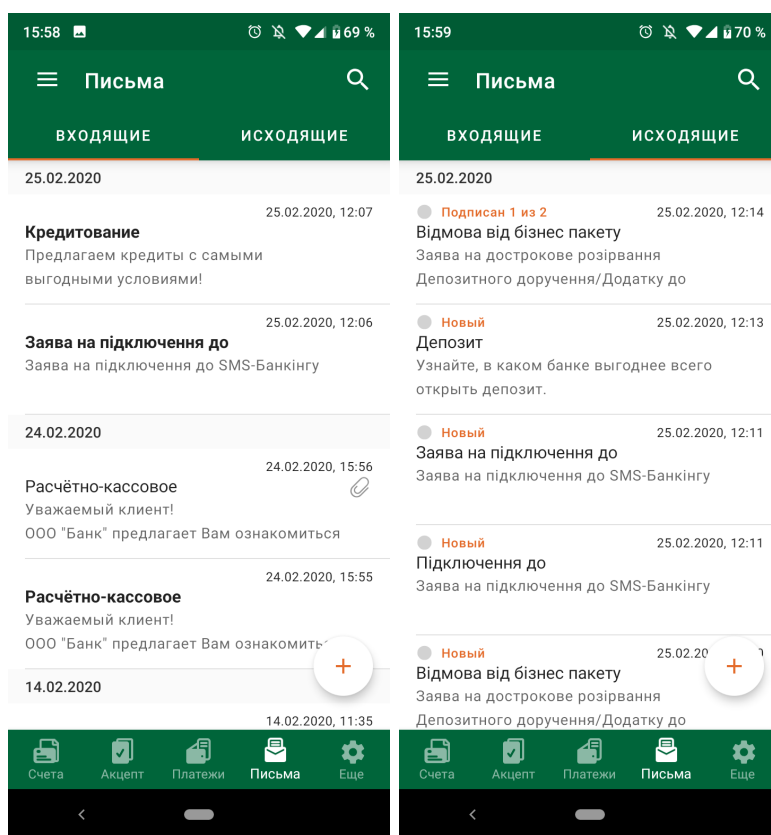 15:58 69 %
Письма
ВХОДЯЩИЕ ИСХОДЯЩИЕ
25.02.2020
25.02.2020, 12:07
Кредитование
Предлагаем кредиты с самыми
выгодными условиями!
25.02.2020, 12:06
Заява на підключення до
Заява на підключення до SMS-Банкінгу
24.02.2020
24.02.2020, 15:56
Расчётно-кассовое
Уважаемый клиент!
ООО "Банк" предлагает Вам ознакомиться
24.02.2020, 15:55
Расчётно-кассовое
Уважаемый клиент!
ООО "Банк" предлагает Вам ознакомить
14.02.2020
14.02.2020, 11:35
Счета Акцепт Платежи Письма Еще
15:59 70 %
Письма
ВХОДЯЩИЕ ИСХОДЯЩИЕ
25.02.2020
Подписан 1 из 2 25.02.2020, 12:14
Відмова від бізнес пакету
Заява на дострокове розірвання
Депозитного доручення/Додатку до
Новый 25.02.2020, 12:13
Депозит
Узнайте, в каком банке выгоднее всего
открыть депозит.
Новый 25.02.2020, 12:11
Заява на підключення до
Заява на підключення до SMS-Банкінгу
Новый 25.02.2020, 12:11
Підключення до
Заява на підключення до SMS-Банкінгу
Новый 25.02.20
Відмова від бізнес пакету
Заява на дострокове розірвання
Депозитного доручення/Додатку до
Счета Акцепт Платежи Письма Еще